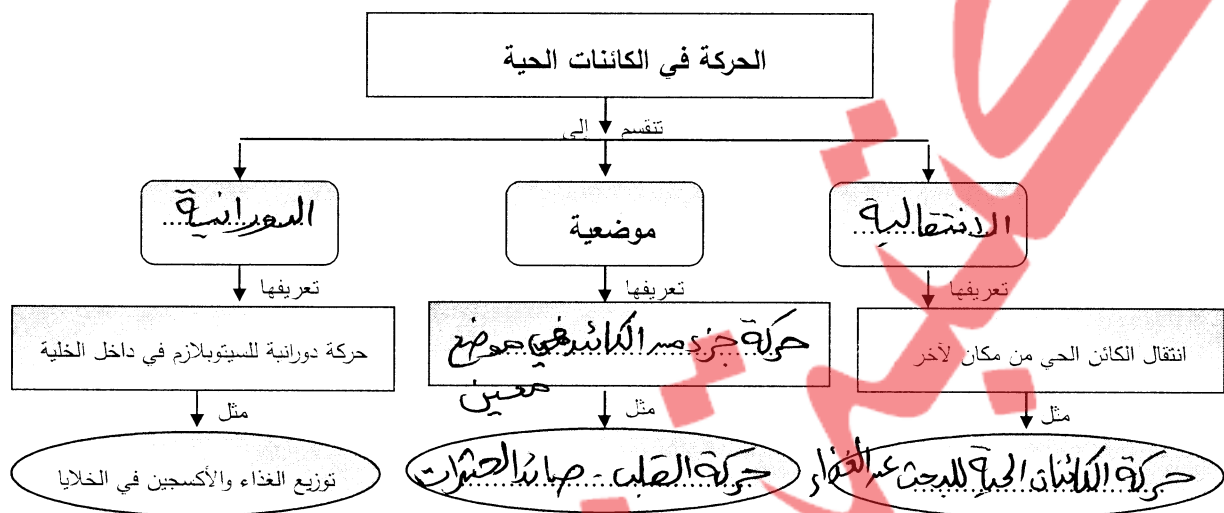 الحركة في الكائنات الحية
تنقسم إلى
الانتقالية
موضعية
الدورانية
تعريفها
تعريفها
تعريفها
انتقال الكائن الحي من مكان لآخر
حركة جزء من الكائن في موضع
معين
حركة دورانية للسيتوبلازم في داخل الخلية
مثل
مثل
مثل
حركة الكائنات الحية للبحث عن الغذاء
حركة القلب - صائد الحشرات
توزيع الغذاء والأكسجين في الخلايا